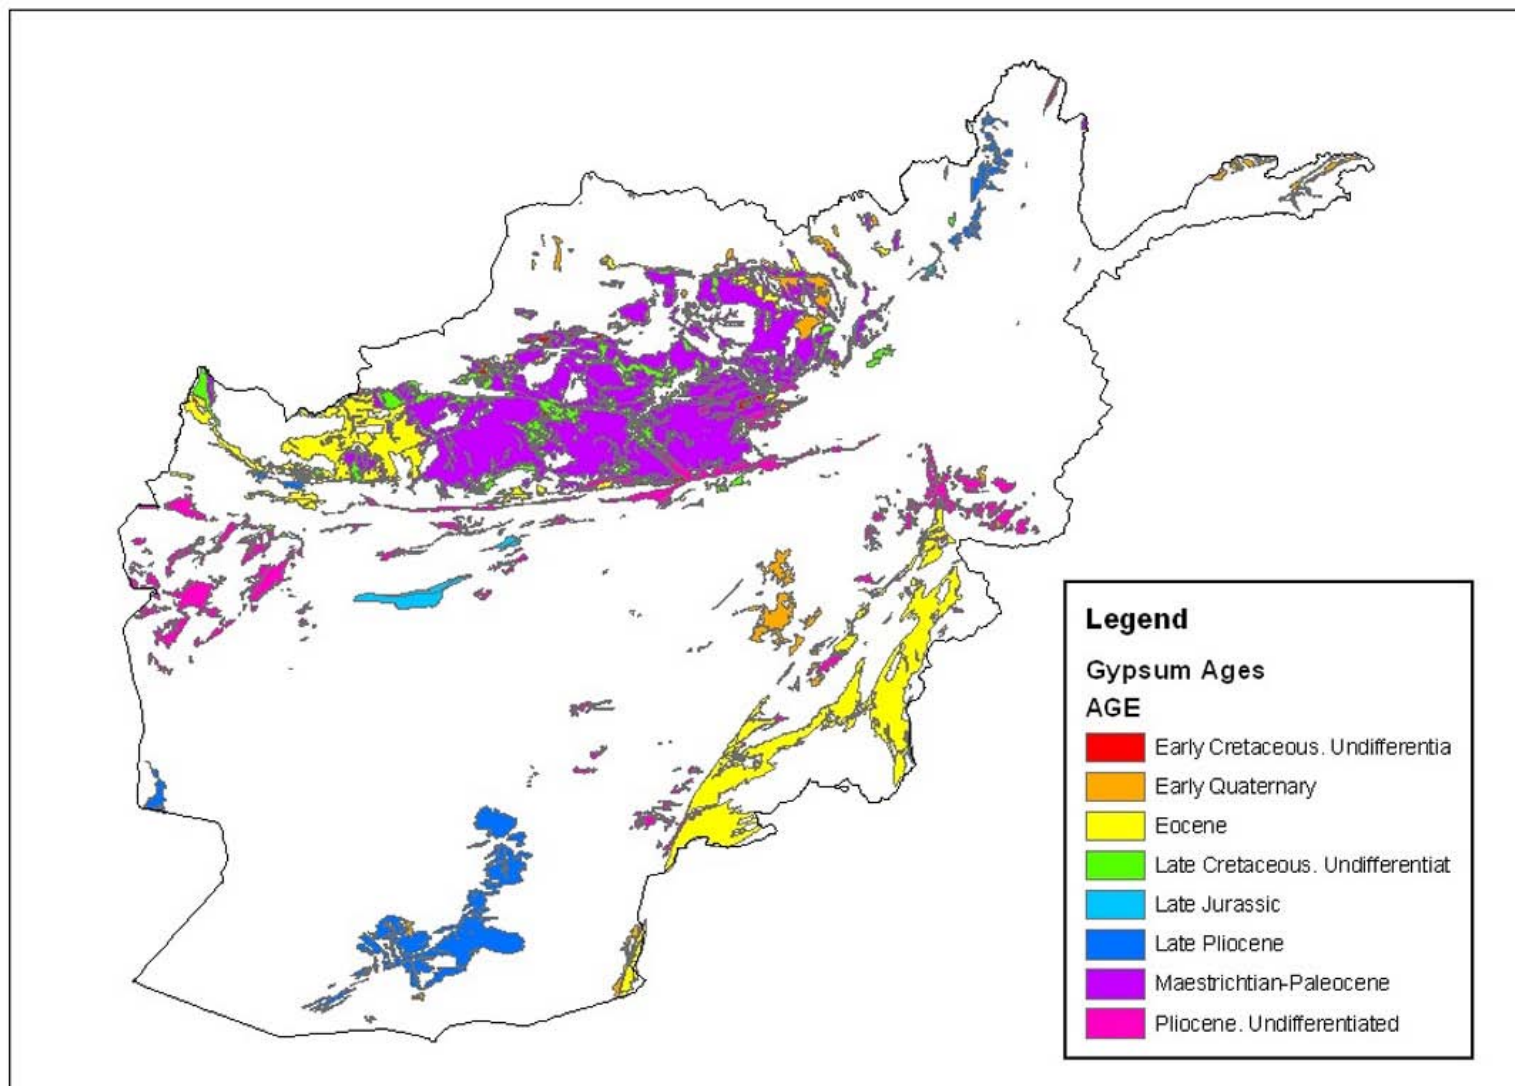 Legend
Gypsum Ages
AGE
Early Cretaceous. Undifferentia
Early Quaternary
Eocene
Late Cretaceous. Undifferentiat
Late Jurassic
Late Pliocene
Maestrichtian-Paleocene
Pliocene. Undifferentiated